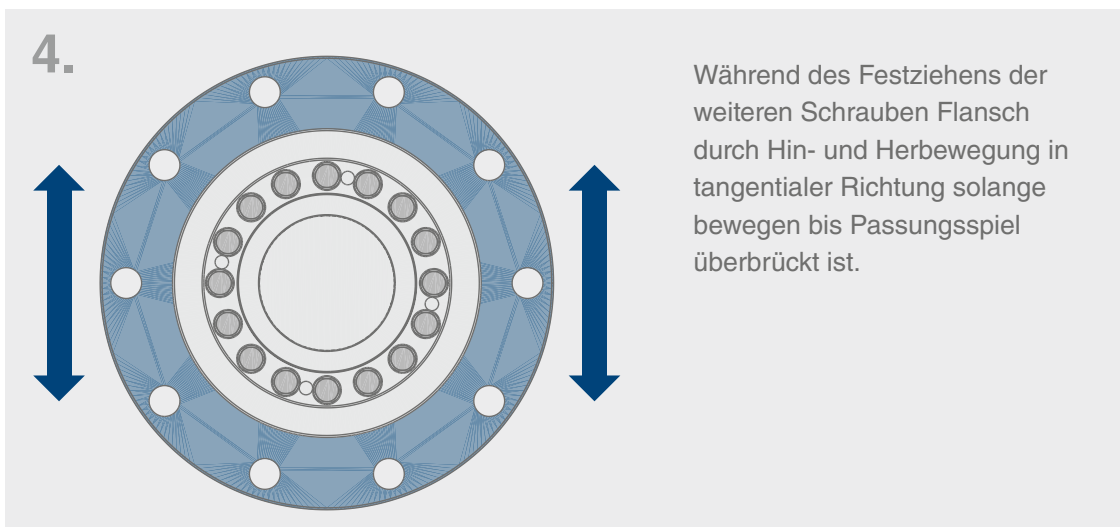 4.
Während des Festziehens der
weiteren Schrauben Flansch
durch Hin- und Herbewegung in
tangentialer Richtung solange
bewegen bis Passungsspiel
überbrückt ist.